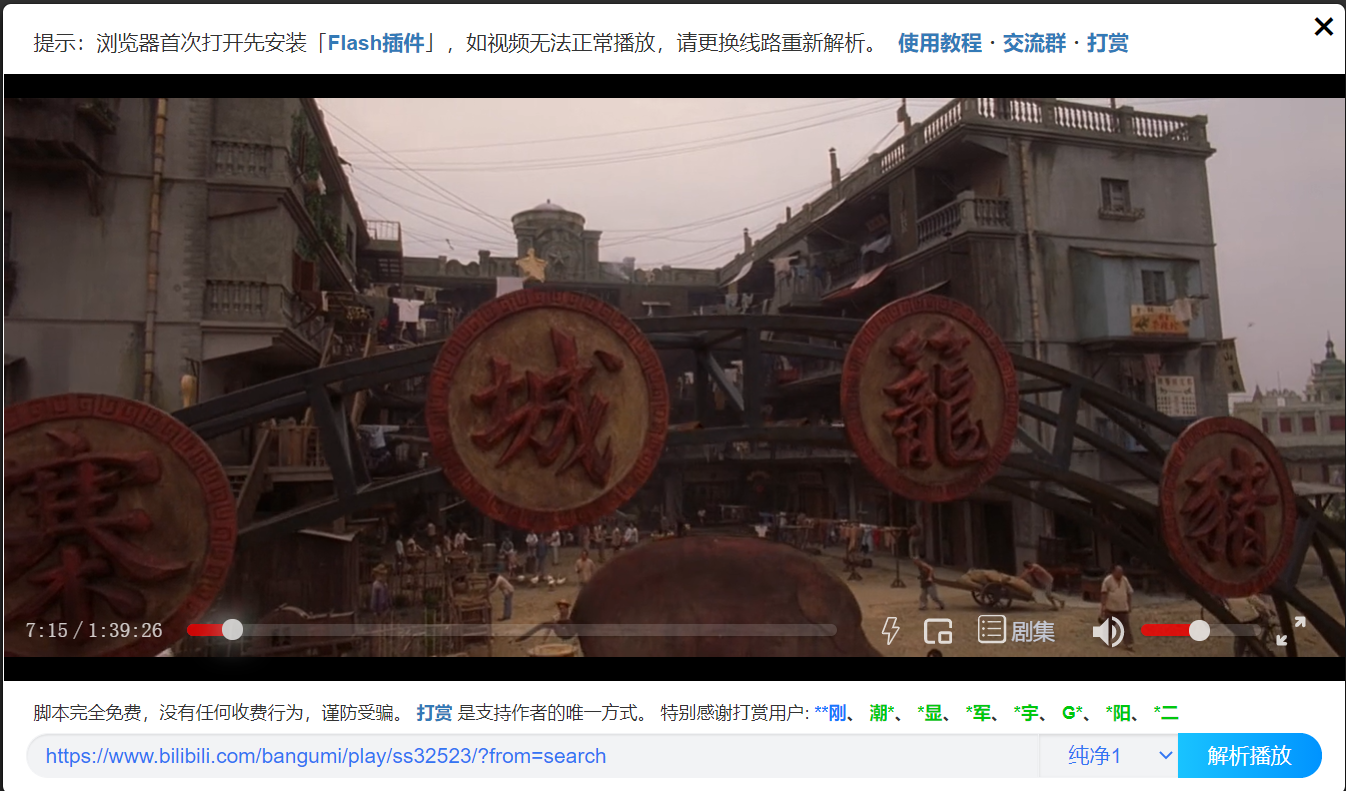 提示：浏览器首次打开先安装「Flash插件」，如视频无法正常播放，请更换线路重新解析。 使用教程 · 交流群 · 打赏
寨 城 籠 豬
7:15 / 1:39:26 剧集
脚本完全免费，没有任何收费行为，谨防受骗。 打赏 是支持作者的唯一方式。 特别感谢打赏用户: **刚、 潮*、 *显、 *军、 *宇、 G*、 *阳、 *二
https://www.bilibili.com/bangumi/play/ss32523/?from=search 纯净1 解析播放